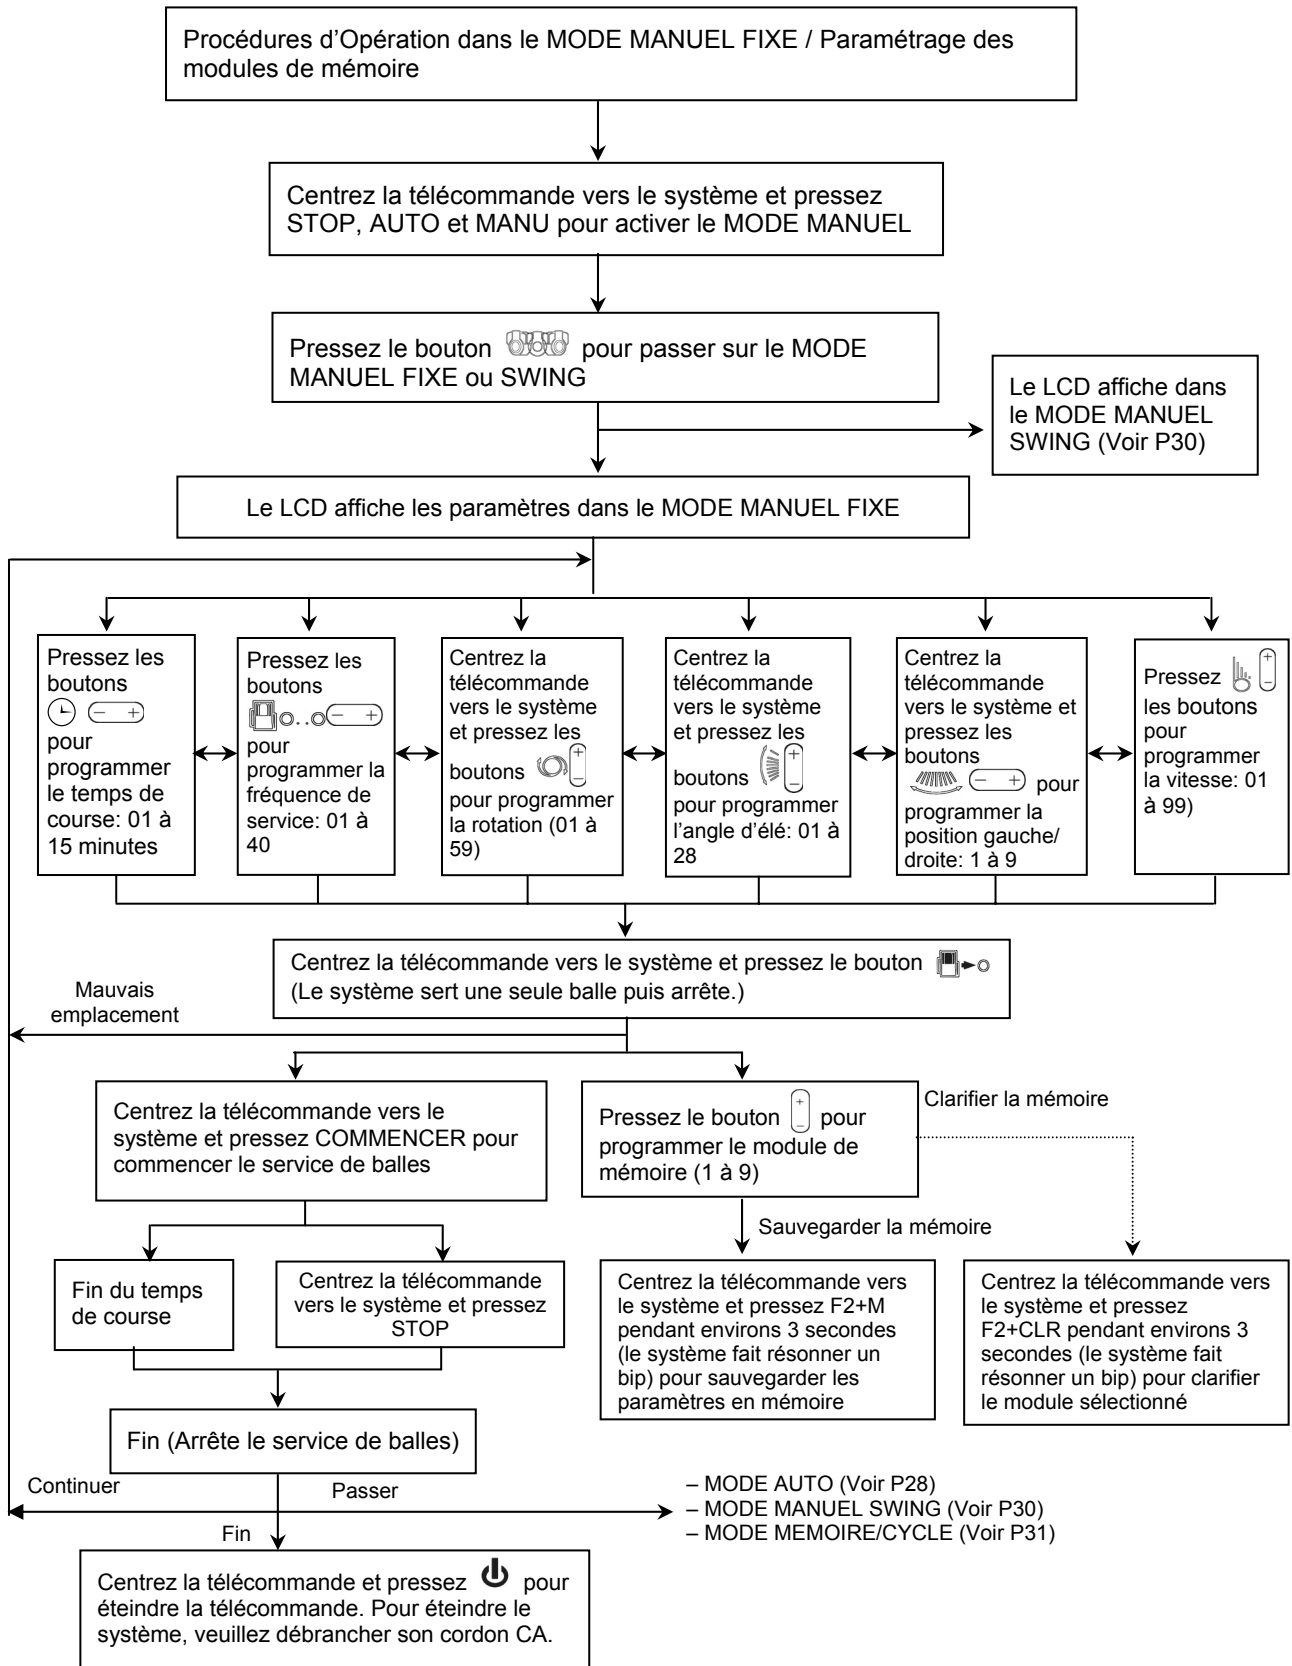 Procédures d’Opération dans le MODE MANUEL FIXE / Paramétrage des
modules de mémoire
Centrez la télécommande vers le système et pressez
STOP, AUTO et MANU pour activer le MODE MANUEL
Pressez le bouton pour passer sur le MODE
MANUEL FIXE ou SWING
Le LCD affiche dans
le MODE MANUEL
SWING (Voir P30)
Le LCD affiche les paramètres dans le MODE MANUEL FIXE
Pressez les
boutons
– +
pour
programmer
le temps de
course: 01 à
15 minutes
Pressez les
boutons
– +
pour
programmer la
fréquence de
service: 01 à
40
Centrez la
télécommande
vers le système
et pressez les
boutons +
–
pour programmer
la rotation (01 à
59)
Centrez la
télécommande
vers le système
et pressez les
boutons +
–
pour programmer
l’angle d’élé: 01 à
28
Centrez la
télécommande
vers le système et
pressez les
boutons
– + pour
programmer la
position gauche/
droite: 1 à 9
Pressez +
–
les boutons
pour
programmer
la vitesse: 01
à 99)
Centrez la télécommande vers le système et pressez le bouton
(Le système sert une seule balle puis arrête.)
Mauvais
emplacement
Centrez la télécommande vers le
système et pressez COMMENCER pour
commencer le service de balles
Pressez le bouton + – pour
programmer le module de
mémoire (1 à 9)
Clarifier la mémoire
Sauvegarder la mémoire
Fin du temps
de course
Centrez la télécommande
vers le système et pressez
STOP
Centrez la télécommande vers
le système et pressez F2+M
pendant environs 3 secondes
(le système fait résonner un
bip) pour sauvegarder les
paramètres en mémoire
Centrez la télécommande vers
le système et pressez
F2+CLR pendant environs 3
secondes (le système fait
résonner un bip) pour clarifier
le module sélectionné
Fin (Arrête le service de balles)
Continuer
Passer
– MODE AUTO (Voir P28)
– MODE MANUEL SWING (Voir P30)
– MODE MEMOIRE/CYCLE (Voir P31)
Fin
Centrez la télécommande et pressez pour
éteindre la télécommande. Pour éteindre le
système, veuillez débrancher son cordon CA.